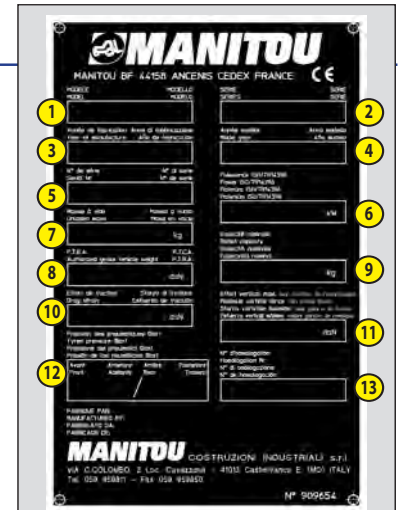 MANITOU
MANITOU BF 44158 ANCENIS CEDEX FRANCE CE
MODELE MODELLO
MODEL MODELO
SERIE SERIE
SERIES SERIE
1
2
Année de fabrication Anno di fabbricazione
Year of manufacture Año de fabricación
Année modèle Anno modello
Model year Año modelo
3
4
N° de série N° di serie
Serial Nr N° de serie
Puissance ISO/TR14396
Power ISO/TR14396
Potenza ISO/TR14396
Potencia ISO/TR14396
5
kW
6
Masse à vide Massa a vuoto
Unladen mass Masa en vacío
kg
7
Capacité nominale
Rated capacity
P.T.R.A. P.T.C.A.
Authorized gross vehicle weight P.T.R.A.
daN
8
kg
9
Effort de traction Sforzo di trazione
Drag strain Esfuerzo de tracción
daN
10
Effort vertical maxi
daN
11
Pression des pneumatiques (Bar)
Tyres pressure (Bar)
Pressione dei pneumatici (Bar)
Presión de los neumáticos (Bar)
12
Avant Anteriore Arrière Posteriore
Front Adelante Rear Trasero
/
N° d'homologation
Homologation Nr
N° di omologazione
N° de homologación
13
FABRIQUE PAR:
MANUFACTURED BY:
FABBRICATO DA:
FABRICADO DE:
MANITOU COSTRUZIONI INDUSTRIALI s.r.l.
VIA C.COLOMBO, 2 Loc. Cavazzona - 41013 Castelfranco E. (MO) ITALY
Tel. 059 959811 - Fax 059 959850
N° 909654